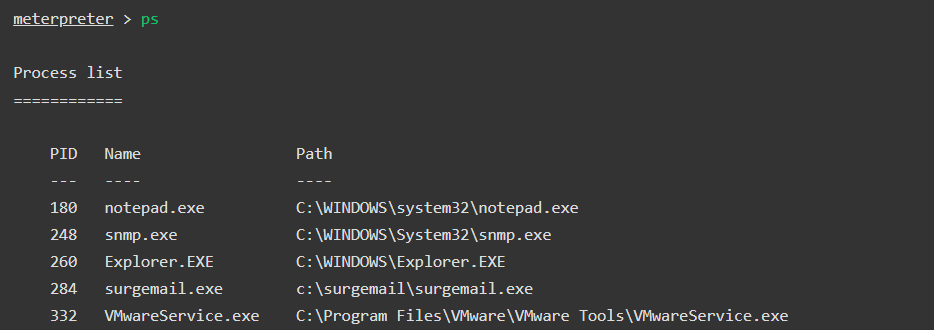 meterpreter > ps
Process list
============
PID Name Path
--- ---- ----
180 notepad.exe C:\WINDOWS\system32\notepad.exe
248 snmp.exe C:\WINDOWS\System32\snmp.exe
260 Explorer.EXE C:\WINDOWS\Explorer.EXE
284 surgemail.exe c:\surgemail\surgemail.exe
332 VMwareService.exe C:\Program Files\VMware\VMware Tools\VMwareService.exe